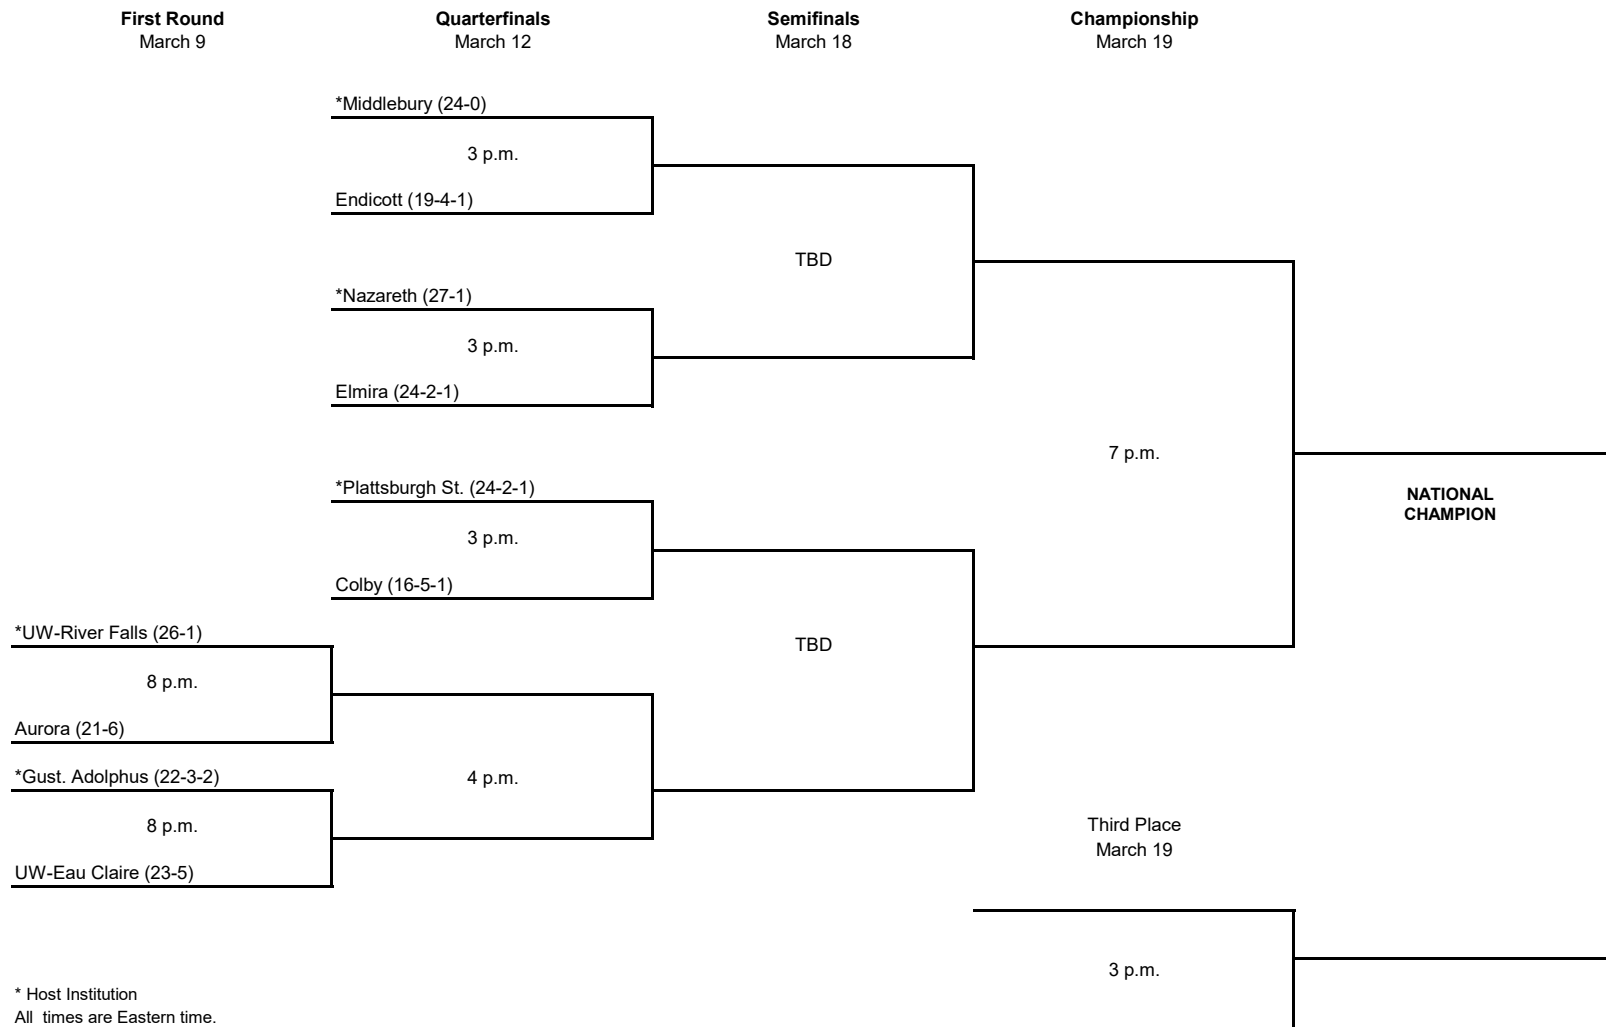 First Round
March 9
Quarterfinals
March 12
Semifinals
March 18
Championship
March 19
*Middlebury (24-0)
3 p.m.
Endicott (19-4-1)
TBD
*Nazareth (27-1)
3 p.m.
Elmira (24-2-1)
7 p.m.
*Plattsburgh St. (24-2-1)
NATIONAL
CHAMPION
3 p.m.
Colby (16-5-1)
*UW-River Falls (26-1)
TBD
8 p.m.
Aurora (21-6)
*Gust. Adolphus (22-3-2)
4 p.m.
8 p.m.
Third Place
March 19
UW-Eau Claire (23-5)
3 p.m.
* Host Institution
All  times are Eastern time.